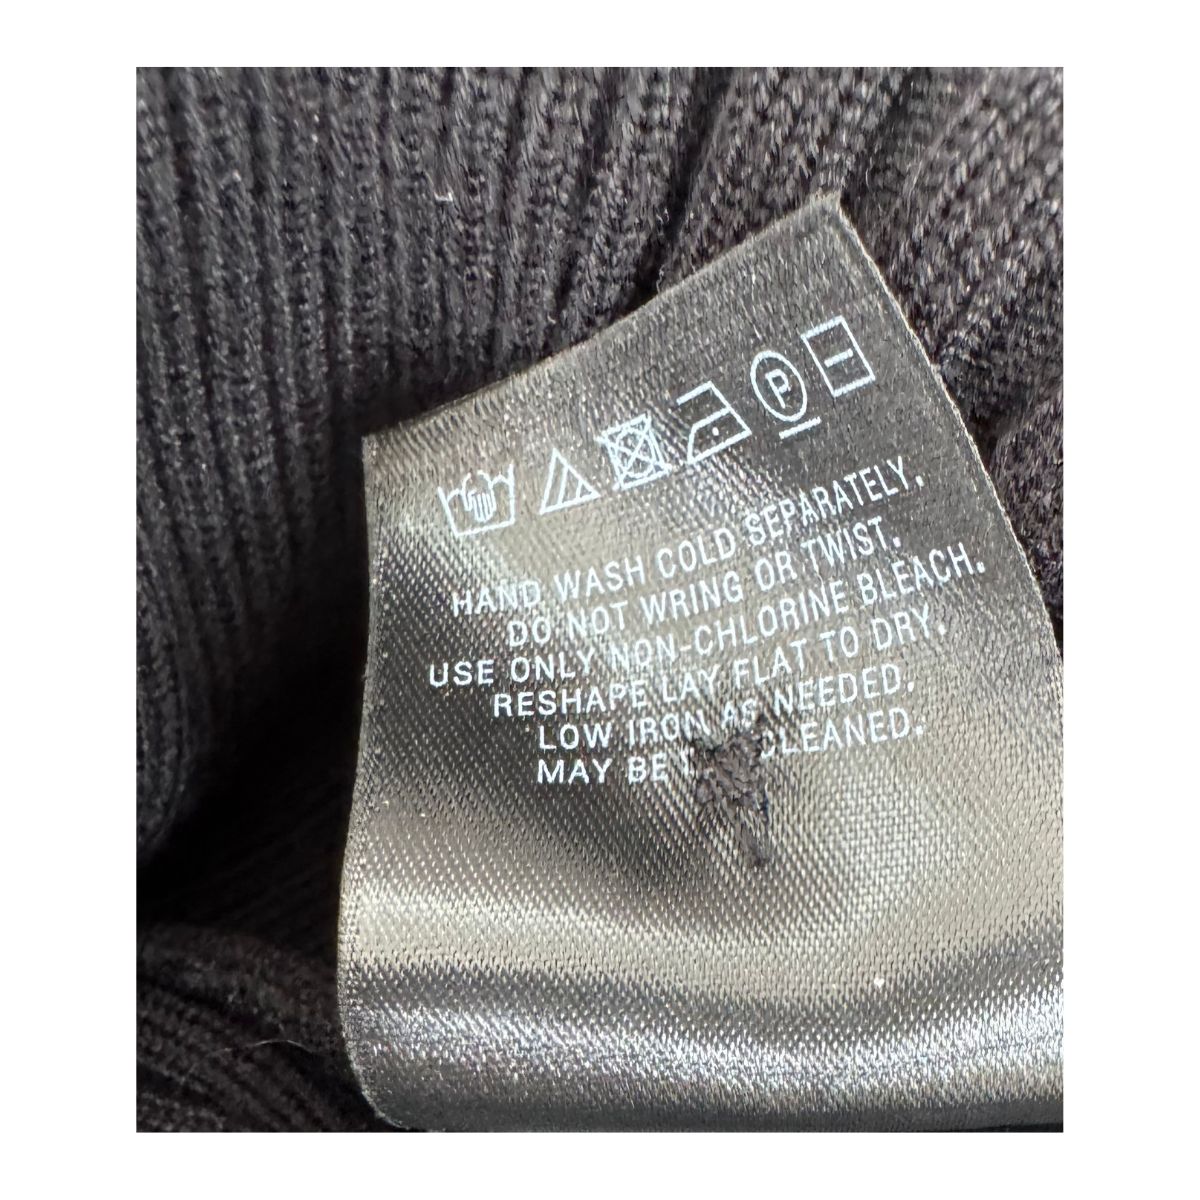 P
HAND WASH COLD SEPARATELY.
DO NOT WRING OR TWIST.
USE ONLY NON-CHLORINE BLEACH.
RESHAPE LAY FLAT TO DRY.
LOW IRON AS NEEDED.
MAY BE CLEANED.